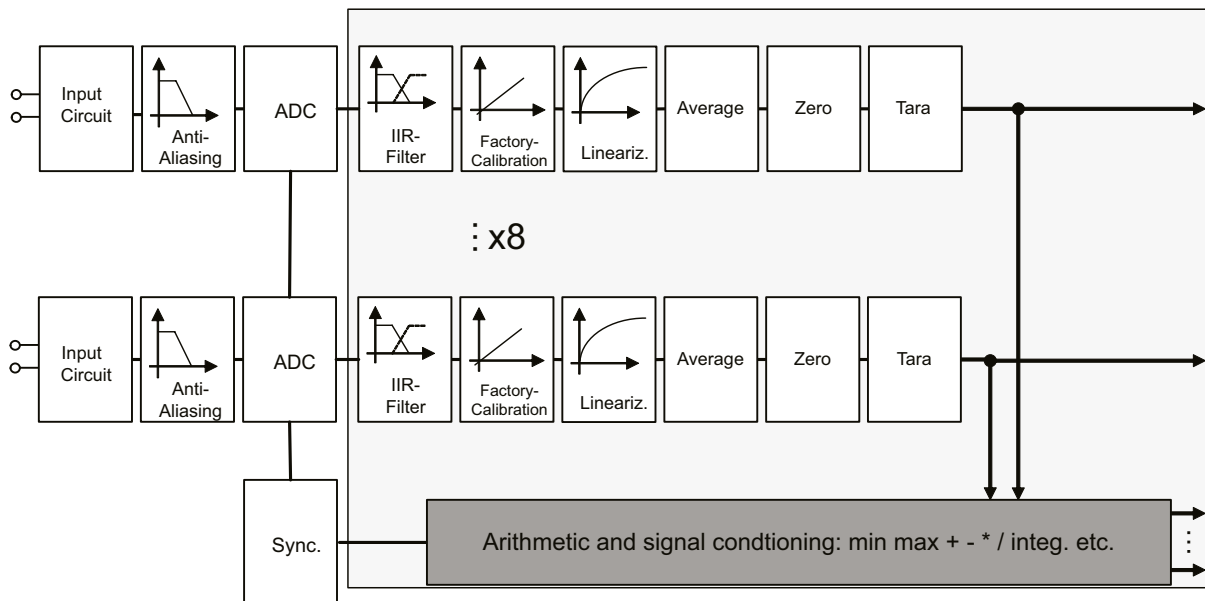 Input
Circuit
Anti-
Aliasing
ADC
IIR-
Filter
Factory-
Calibration
Lineariz.
Average
Zero
Tara
⋮ x8
Input
Circuit
Anti-
Aliasing
ADC
IIR-
Filter
Factory-
Calibration
Lineariz.
Average
Zero
Tara
Sync.
Arithmetic and signal condtioning: min max + - * / integ. etc.
⋮